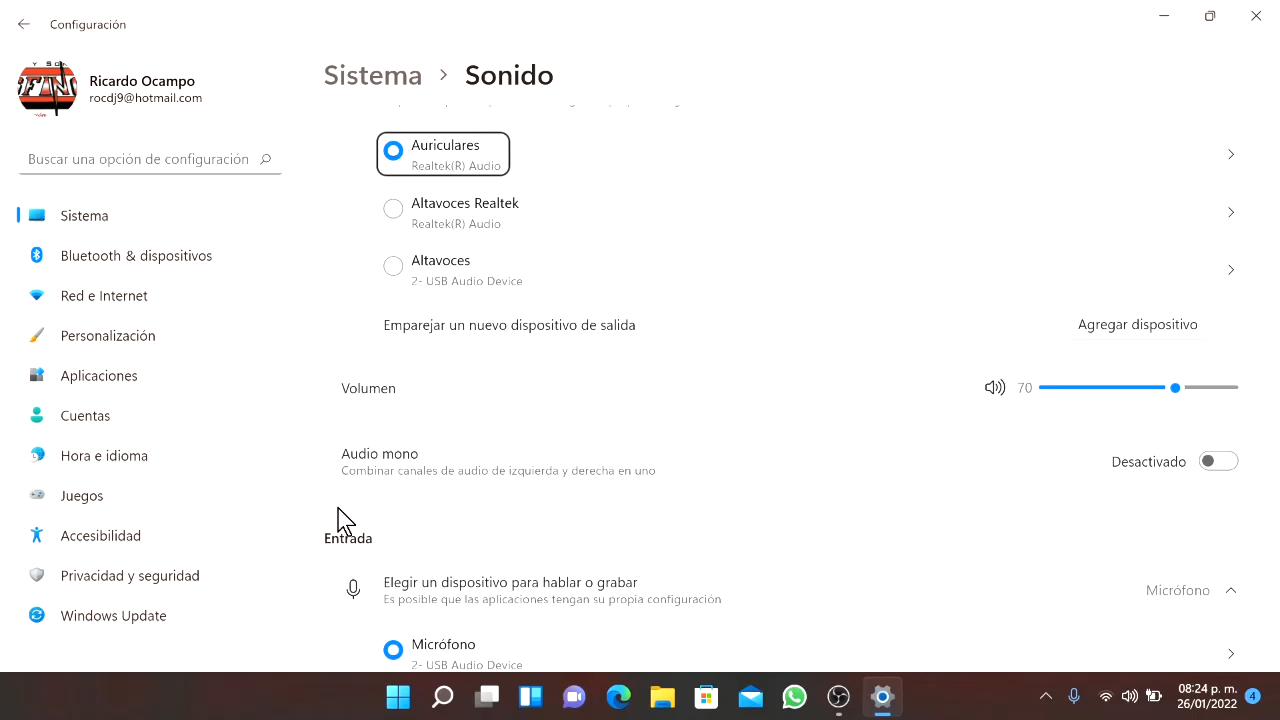 Configuración
Ricardo Ocampo
rocdj9@hotmail.com
Buscar una opción de configuración
Sistema
Bluetooth & dispositivos
Red e Internet
Personalización
Aplicaciones
Cuentas
Hora e idioma
Juegos
Accesibilidad
Privacidad y seguridad
Windows Update
Sistema > Sonido
Auriculares
Realtek(R) Audio
Altavoces Realtek
Realtek(R) Audio
Altavoces
2- USB Audio Device
Emparejar un nuevo dispositivo de salida
Agregar dispositivo
Volumen
70
Audio mono
Combinar canales de audio de izquierda y derecha en uno
Desactivado
Entrada
Elegir un dispositivo para hablar o grabar
Es posible que las aplicaciones tengan su propia configuración
Micrófono
Micrófono
2- USB Audio Device
08:24 p. m.
26/01/2022
4